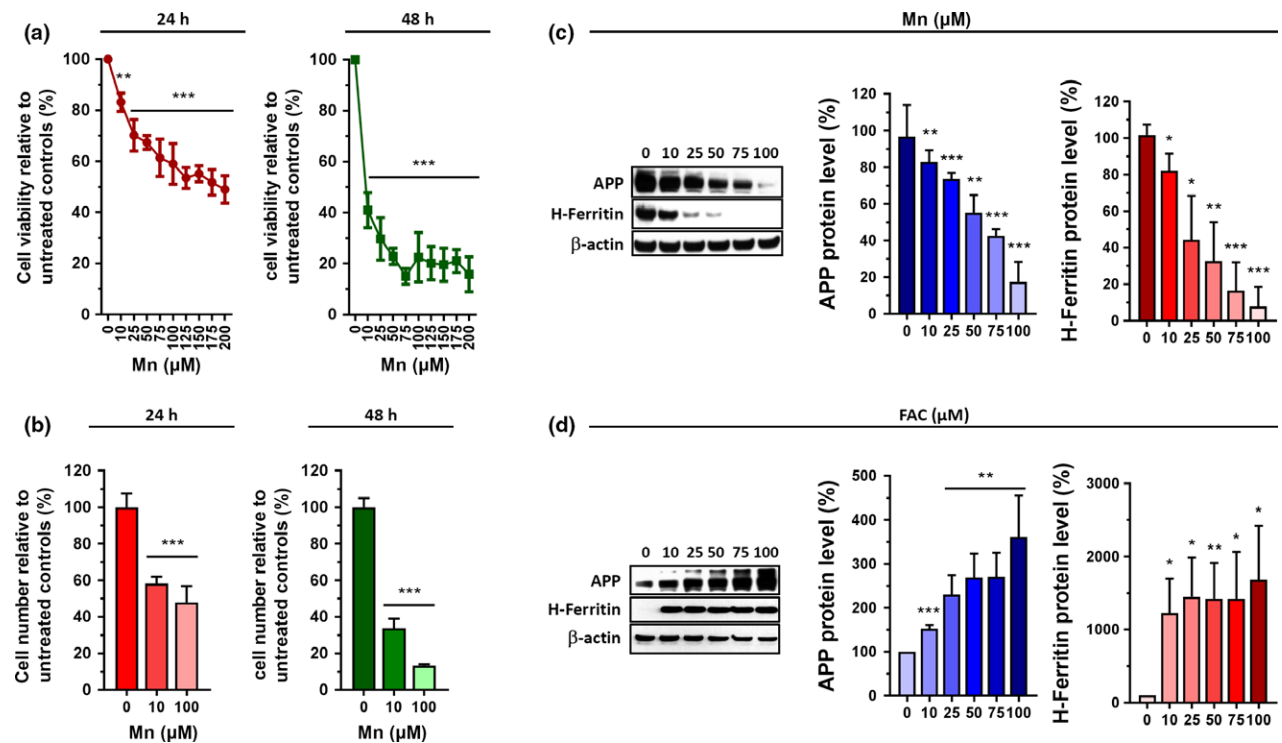 (a)
24 h
48 h
Cell viability relative to
untreated controls (%)
100
80
60
40
20
0
**
***
0
10
25
50
75
100
125
150
175
200
Mn (µM)
cell viability relative to
untreated controls (%)
100
80
60
40
20
0
***
0
10
25
50
75
100
125
150
175
200
Mn (µM)
(b)
24 h
48 h
Cell number relative to
untreated controls (%)
120
100
80
60
40
20
0
***
0 10 100
Mn (µM)
cell number relative to
untreated controls (%)
120
100
80
60
40
20
0
***
0 10 100
Mn (µM)
(c)
Mn (µM)
0 10 25 50 75 100
APP
H-Ferritin
β-actin
APP protein level (%)
120
100
80
60
40
20
0
** *** ** *** ***
0 10 25 50 75 100
H-Ferritin protein level (%)
120
100
80
60
40
20
0
* * ** *** ***
0 10 25 50 75 100
(d)
FAC (µM)
0 10 25 50 75 100
APP
H-Ferritin
β-actin
APP protein level (%)
500
400
300
200
100
0
*** **
0 10 25 50 75 100
H-Ferritin protein level (%)
3000
2700
1800
1300
600
0
* * ** * *
0 10 25 50 75 100